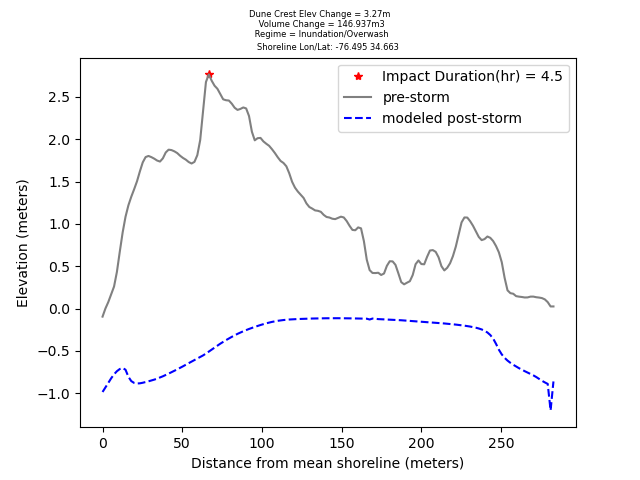 Dune Crest Elev Change = 3.27m
Volume Change = 146.937m3
Regime = Inundation/Overwash
Shoreline Lon/Lat: -76.495 34.663
Impact Duration(hr) = 4.5
pre-storm
modeled post-storm
2.5
2.0
1.5
1.0
0.5
0.0
−0.5
−1.0
Elevation (meters)
0 50 100 150 200 250
Distance from mean shoreline (meters)